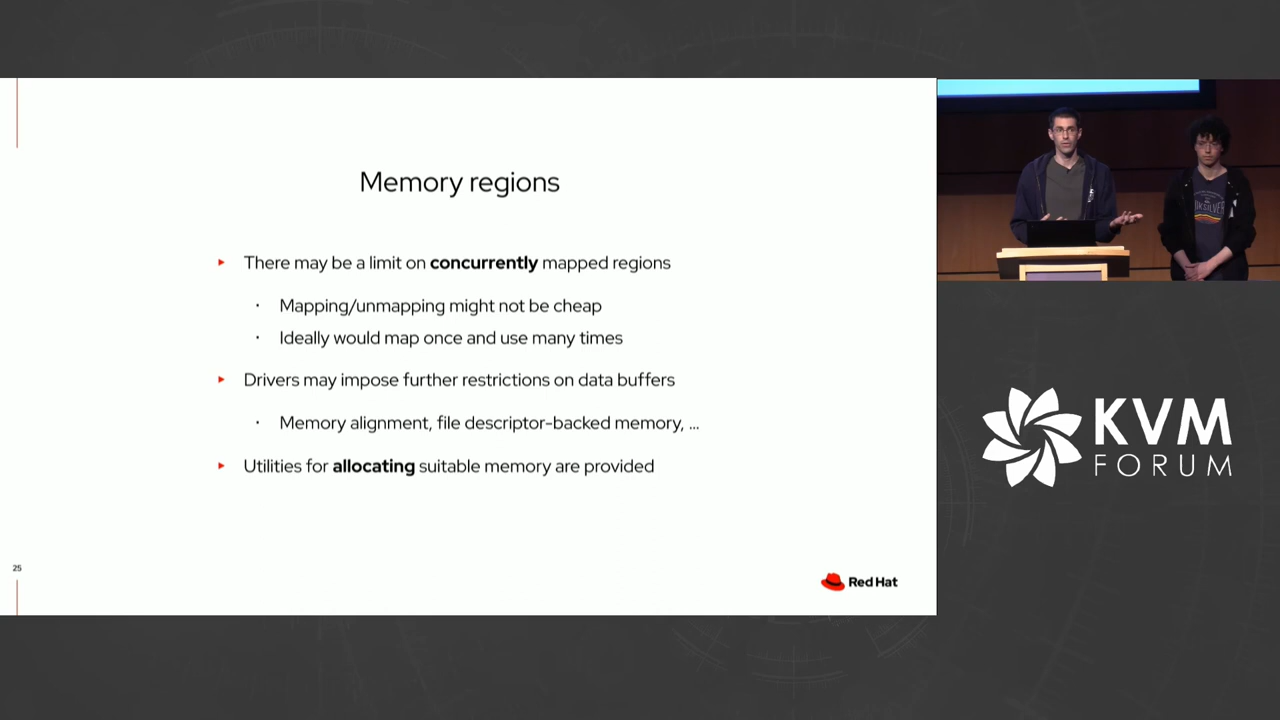 Memory regions
There may be a limit on concurrently mapped regions
Mapping/unmapping might not be cheap
Ideally would map once and use many times
Drivers may impose further restrictions on data buffers
Memory alignment, file descriptor-backed memory, ...
Utilities for allocating suitable memory are provided
25
Red Hat
KVM
FORUM